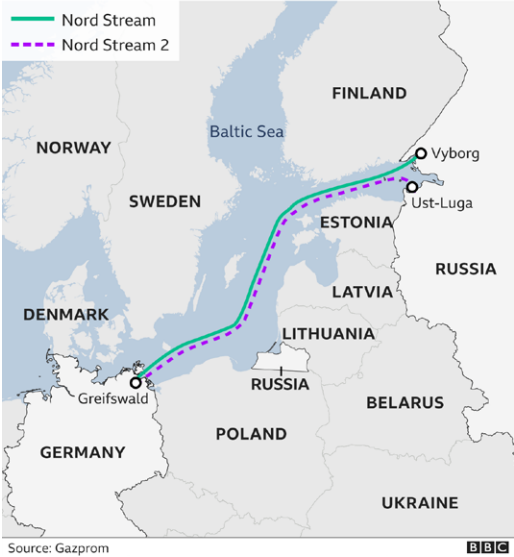 Nord Stream
Nord Stream 2
FINLAND
Baltic Sea
NORWAY
Vyborg
SWEDEN
Ust-Luga
ESTONIA
RUSSIA
LATVIA
DENMARK
LITHUANIA
RUSSIA
Greifswald
BELARUS
POLAND
GERMANY
UKRAINE
Source: Gazprom
BBC